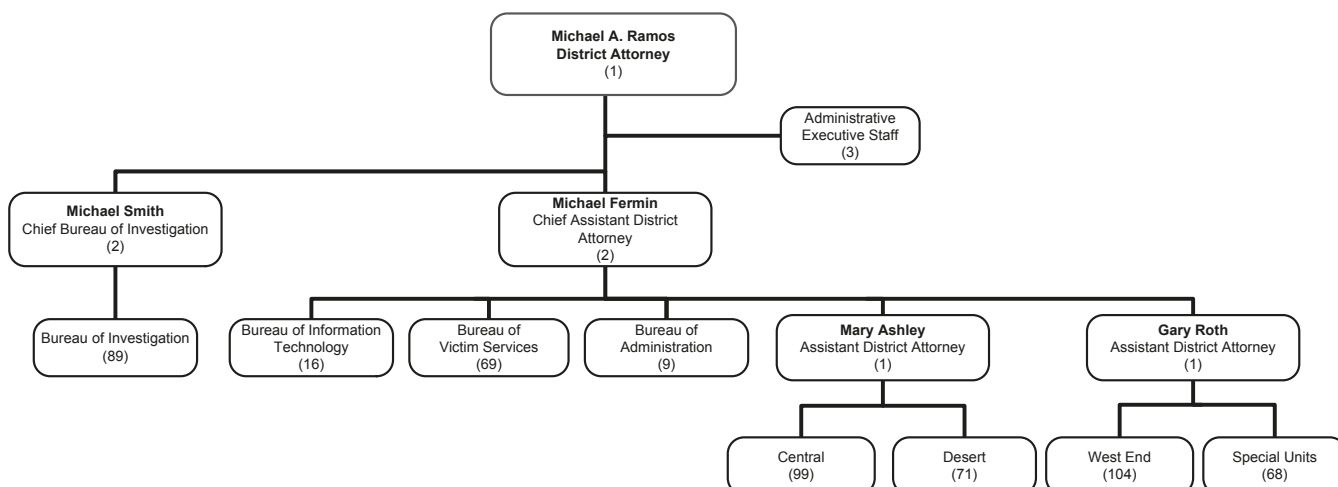 Michael A. Ramos
District Attorney
(1)
Administrative
Executive Staff
(3)
Michael Smith
Chief Bureau of Investigation
(2)
Michael Fermin
Chief Assistant District
Attorney
(2)
Bureau of Investigation
(89)
Bureau of Information
Technology
(16)
Bureau of
Victim Services
(69)
Bureau of
Administration
(9)
Mary Ashley
Assistant District Attorney
(1)
Gary Roth
Assistant District Attorney
(1)
Central
(99)
Desert
(71)
West End
(104)
Special Units
(68)